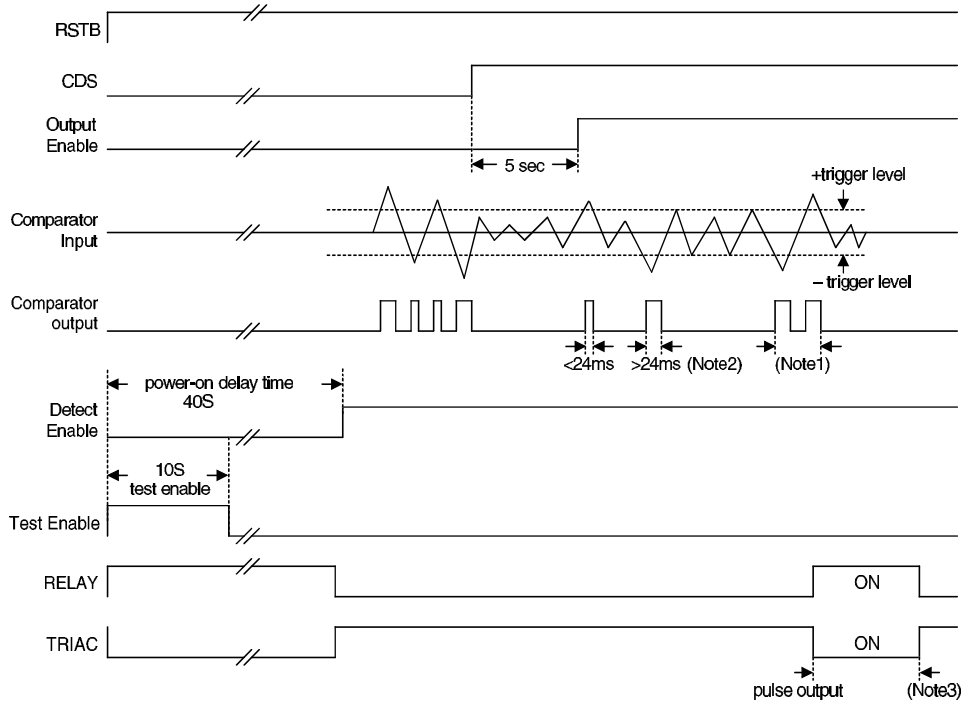 RSTB
CDS
Output
Enable
5 sec
+trigger level
Comparator
Input
– trigger level
Comparator
output
<24ms >24ms (Note2) (Note1)
power-on delay time
40S
Detect
Enable
10S
test enable
Test Enable
RELAY
ON
TRIAC
ON
pulse output (Note3)